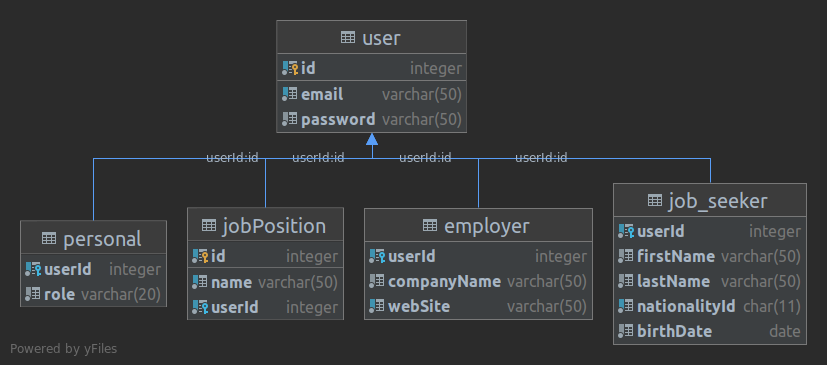 user
id integer
email varchar(50)
password varchar(50)
userId:id userId:id userId:id userId:id
personal
userId integer
role varchar(20)
jobPosition
id integer
name varchar(50)
userId integer
employer
userId integer
companyName varchar(50)
webSite varchar(50)
job_seeker
userId integer
firstName varchar(50)
lastName varchar(50)
nationalityId char(11)
birthDate date
Powered by yFiles